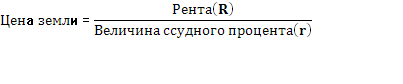 Цена земли = Рента(R)
Величина ссудного процента(r)